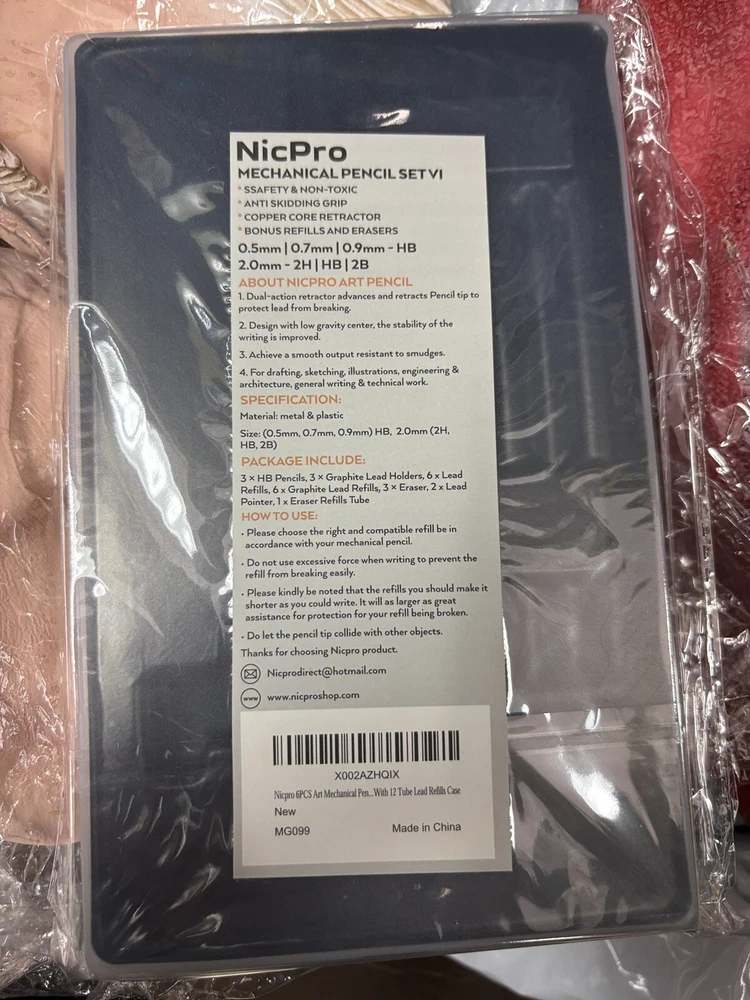 NicPro
MECHANICAL PENCIL SET VI
* SSAFETY & NON-TOXIC
* ANTI SKIDDING GRIP
* COPPER CORE RETRACTOR
* BONUS REFILLS AND ERASERS
0.5mm | 0.7mm | 0.9mm - HB
2.0mm - 2H | HB | 2B
ABOUT NICPRO ART PENCIL
1. Dual-action retractor advances and retracts Pencil tip to
protect lead from breaking.
2. Design with low gravity center, the stability of the
writing is improved.
3. Achieve a smooth output resistant to smudges.
4. For drafting, sketching, illustrations, engineering &
architecture, general writing & technical work.
SPECIFICATION:
Material: metal & plastic
Size: (0.5mm, 0.7mm, 0.9mm) HB, 2.0mm (2H,
HB, 2B)
PACKAGE INCLUDE:
3 × HB Pencils, 3 × Graphite Lead Holders, 6 x Lead
Refills, 6 x Graphite Lead Refills, 3 × Eraser, 2 x Lead
Pointer, 1 x Eraser Refills Tube
HOW TO USE:
• Please choose the right and compatible refill be in
accordance with your mechanical pencil.
• Do not use excessive force when writing to prevent the
refill from breaking easily.
• Please kindly be noted that the refills you should make it
shorter as you could write. It will as larger as great
assistance for protection for your refill being broken.
• Do let the pencil tip collide with other objects.
Thanks for choosing Nicpro product.
Nicprodirect@hotmail.com
www www.nicproshop.com
X002AZHQIX
Nicpro 6PCS Art Mechanical Pen...With 12 Tube Lead Refills Case
New
MG099 Made in China